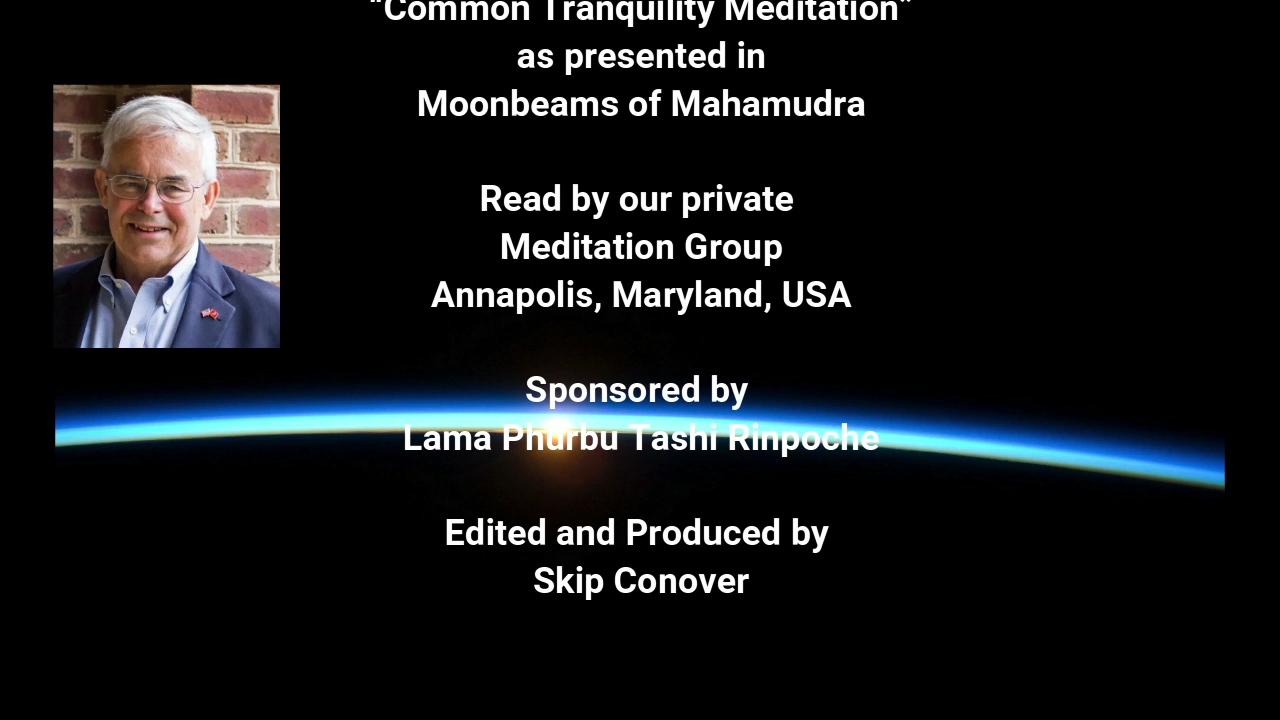 "Common Tranquility Meditation"
as presented in
Moonbeams of Mahamudra
Read by our private
Meditation Group
Annapolis, Maryland, USA
Sponsored by
Lama Phurbu Tashi Rinpoche
Edited and Produced by
Skip Conover